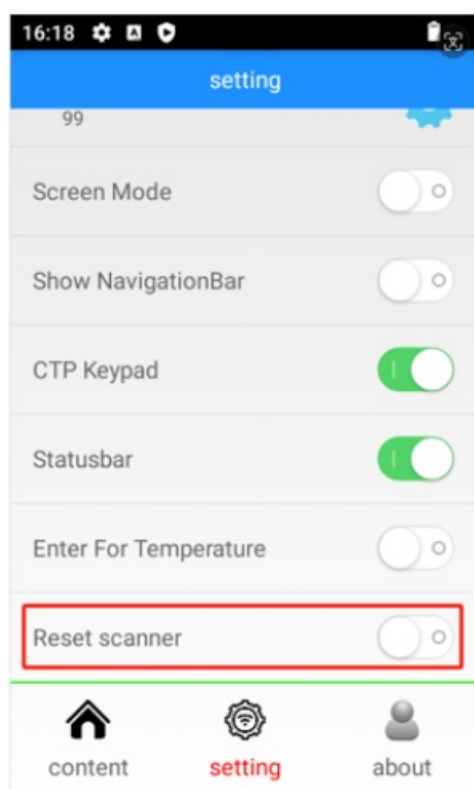 16:18
setting
99
Screen Mode
Show NavigationBar
CTP Keypad
Statusbar
Enter For Temperature
Reset scanner
content setting about